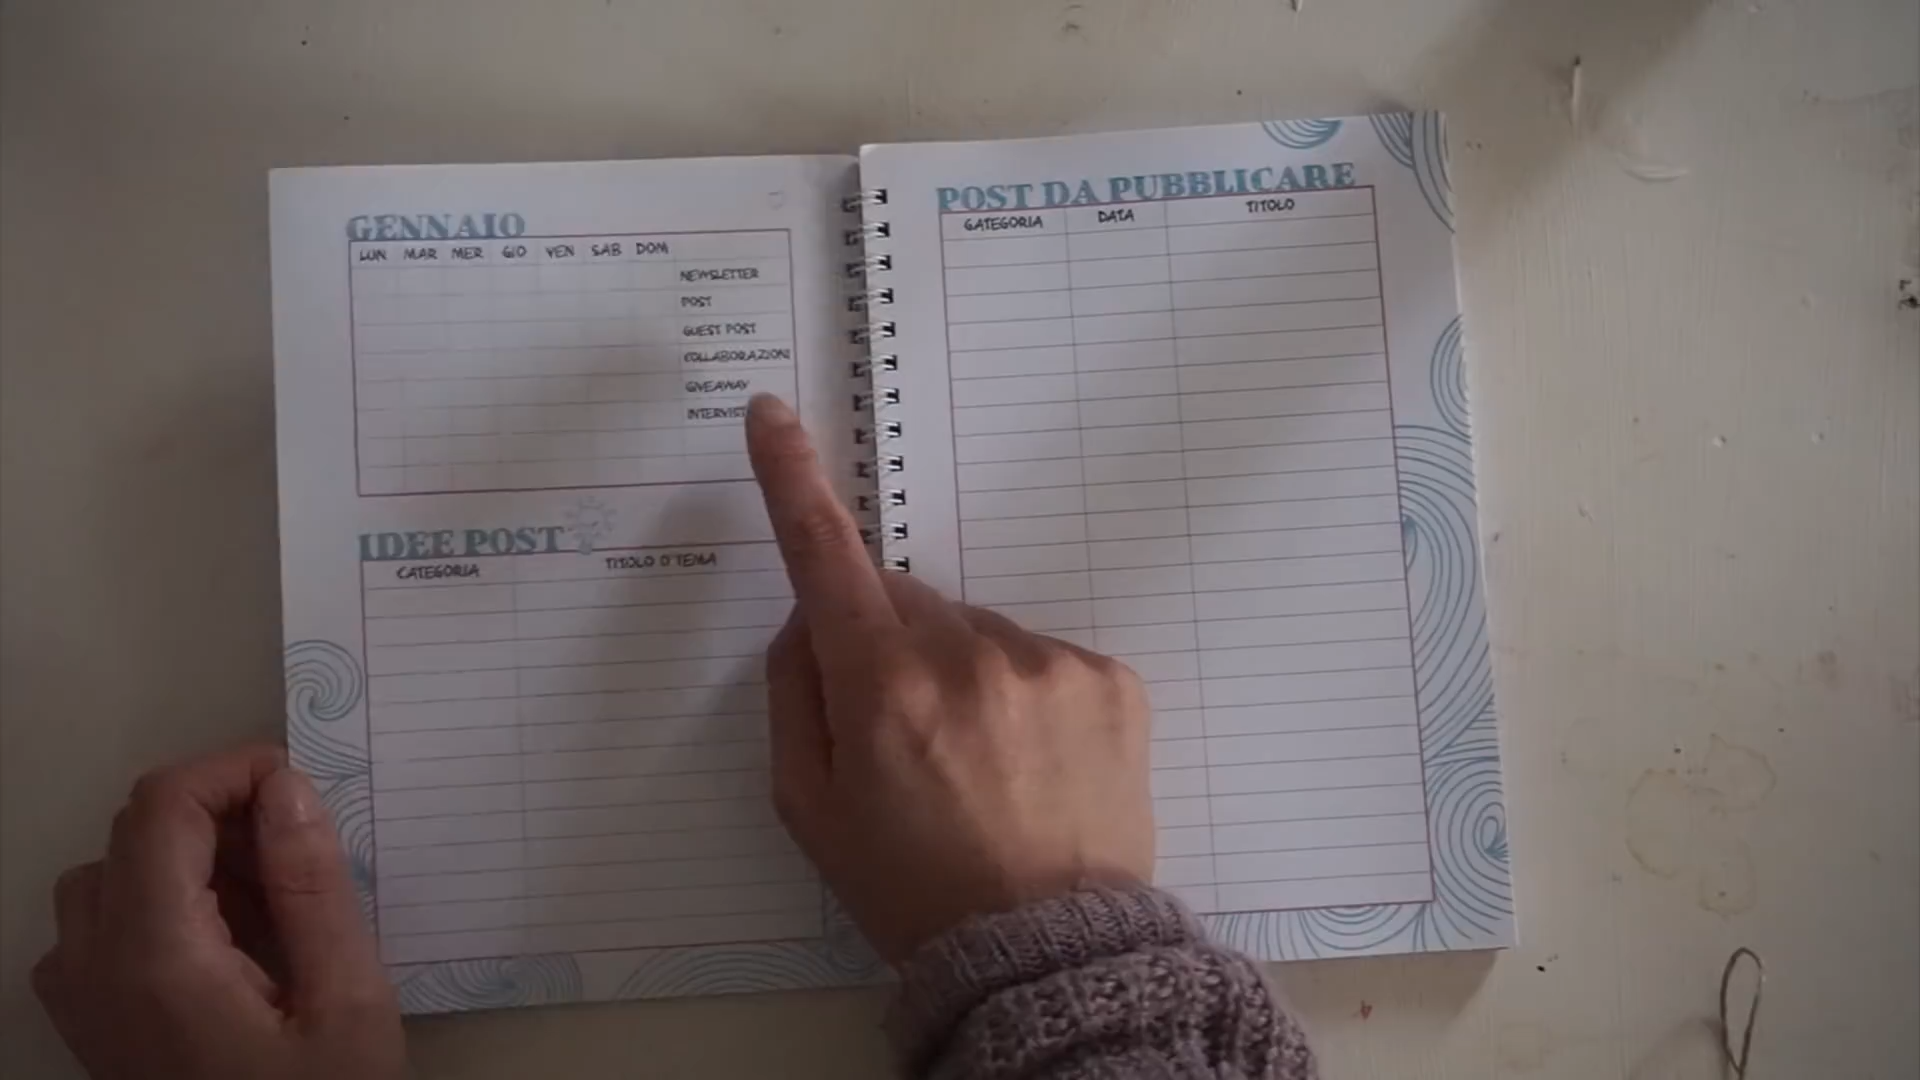 GENNAIO
LUN MAR MER GIO VEN SAB DOM
NEWSLETTER
POST
GUEST POST
COLLABORAZIONI
GIVEAWAY
IDEE POST
CATEGORIA TITOLO O TEMA
POST DA PUBBLICARE
CATEGORIA DATA TITOLO